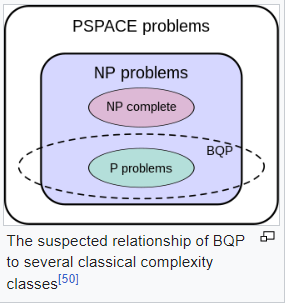 PSPACE problems
NP problems
NP complete
BQP
P problems
The suspected relationship of BQP
to several classical complexity
classes[50]